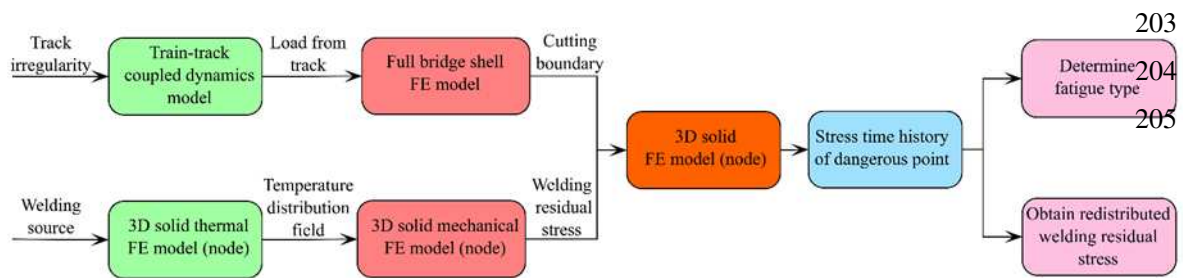 Track
irregularity
Train-track
coupled dynamics
model
Load from
track
Full bridge shell
FE model
Cutting
boundary
Welding
source
3D solid thermal
FE model (node)
Temperature
distribution
field
3D solid mechanical
FE model (node)
Welding
residual
stress
3D solid
FE model (node)
Stress time history
of dangerous point
Determine
fatigue type
Obtain redistributed
welding residual
stress
203
204
205